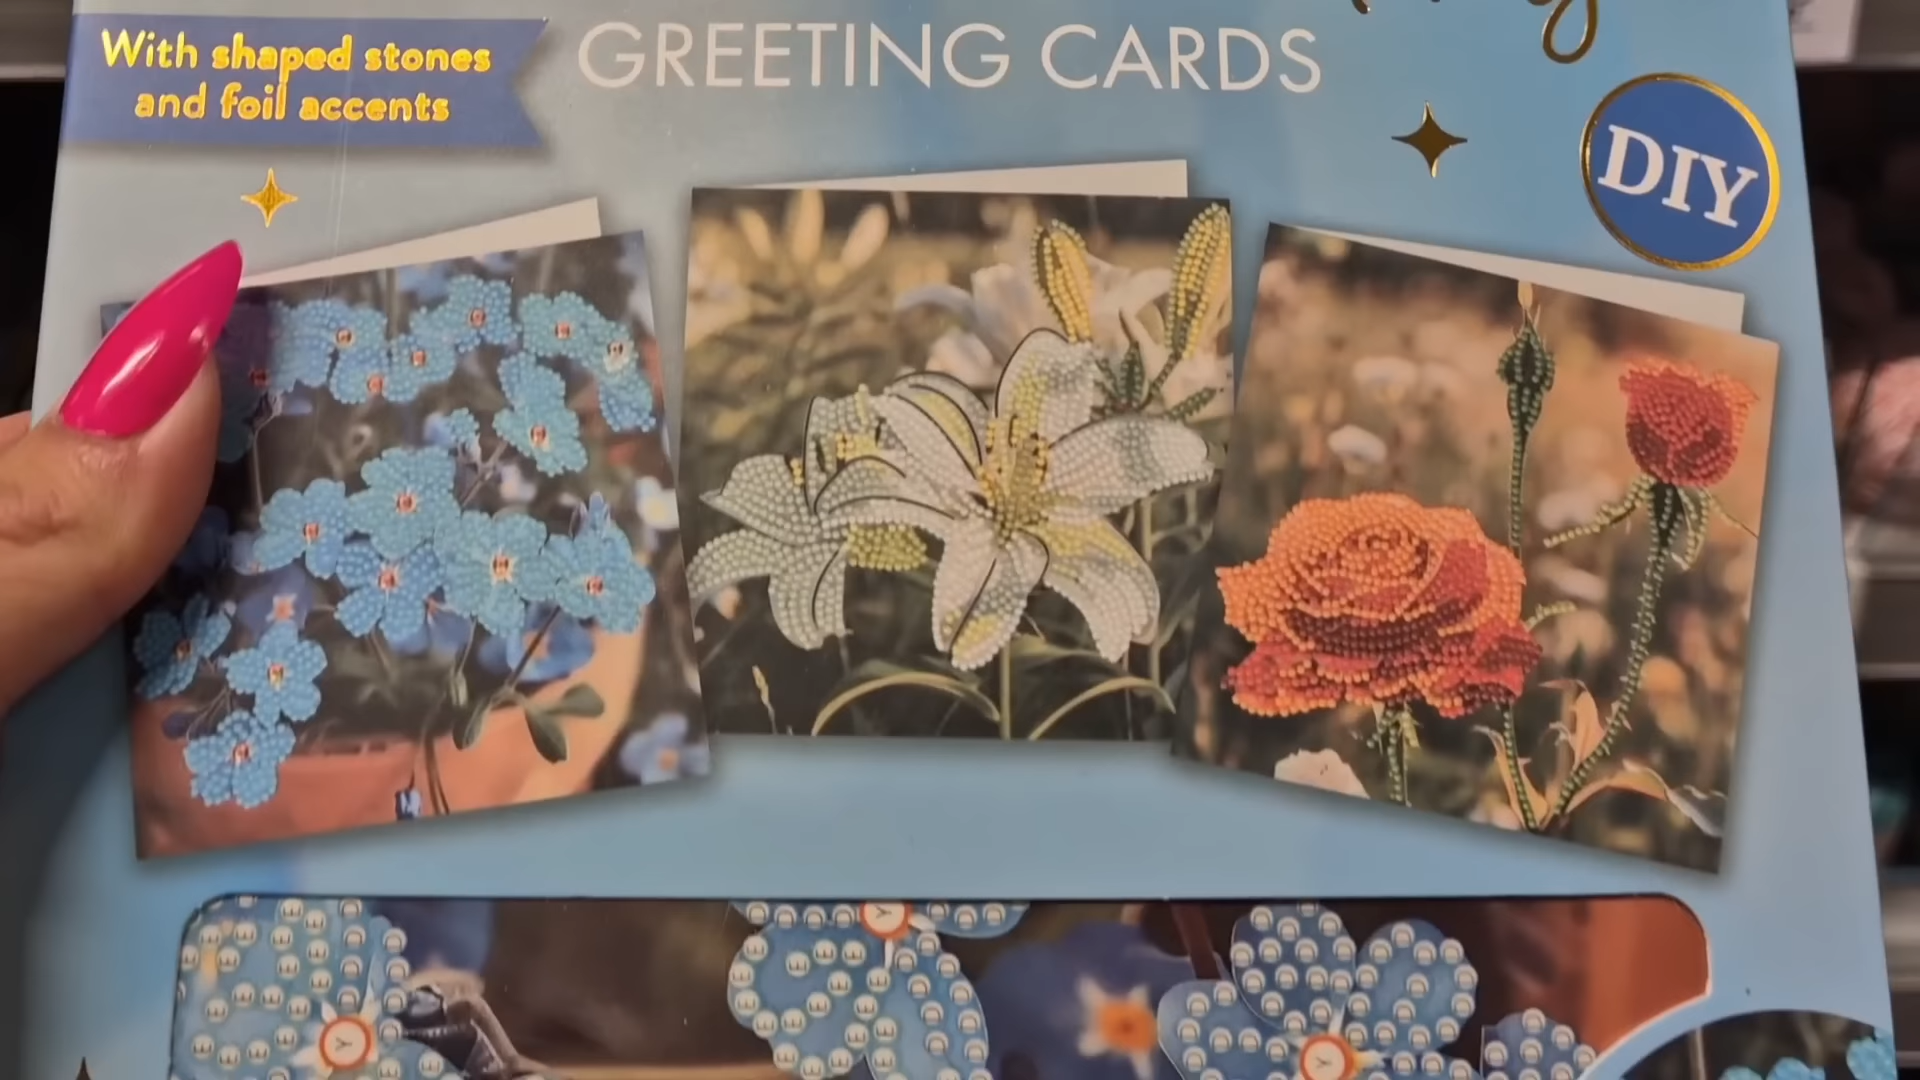 GREETING CARDS
With shaped stones
and foil accents
DIY